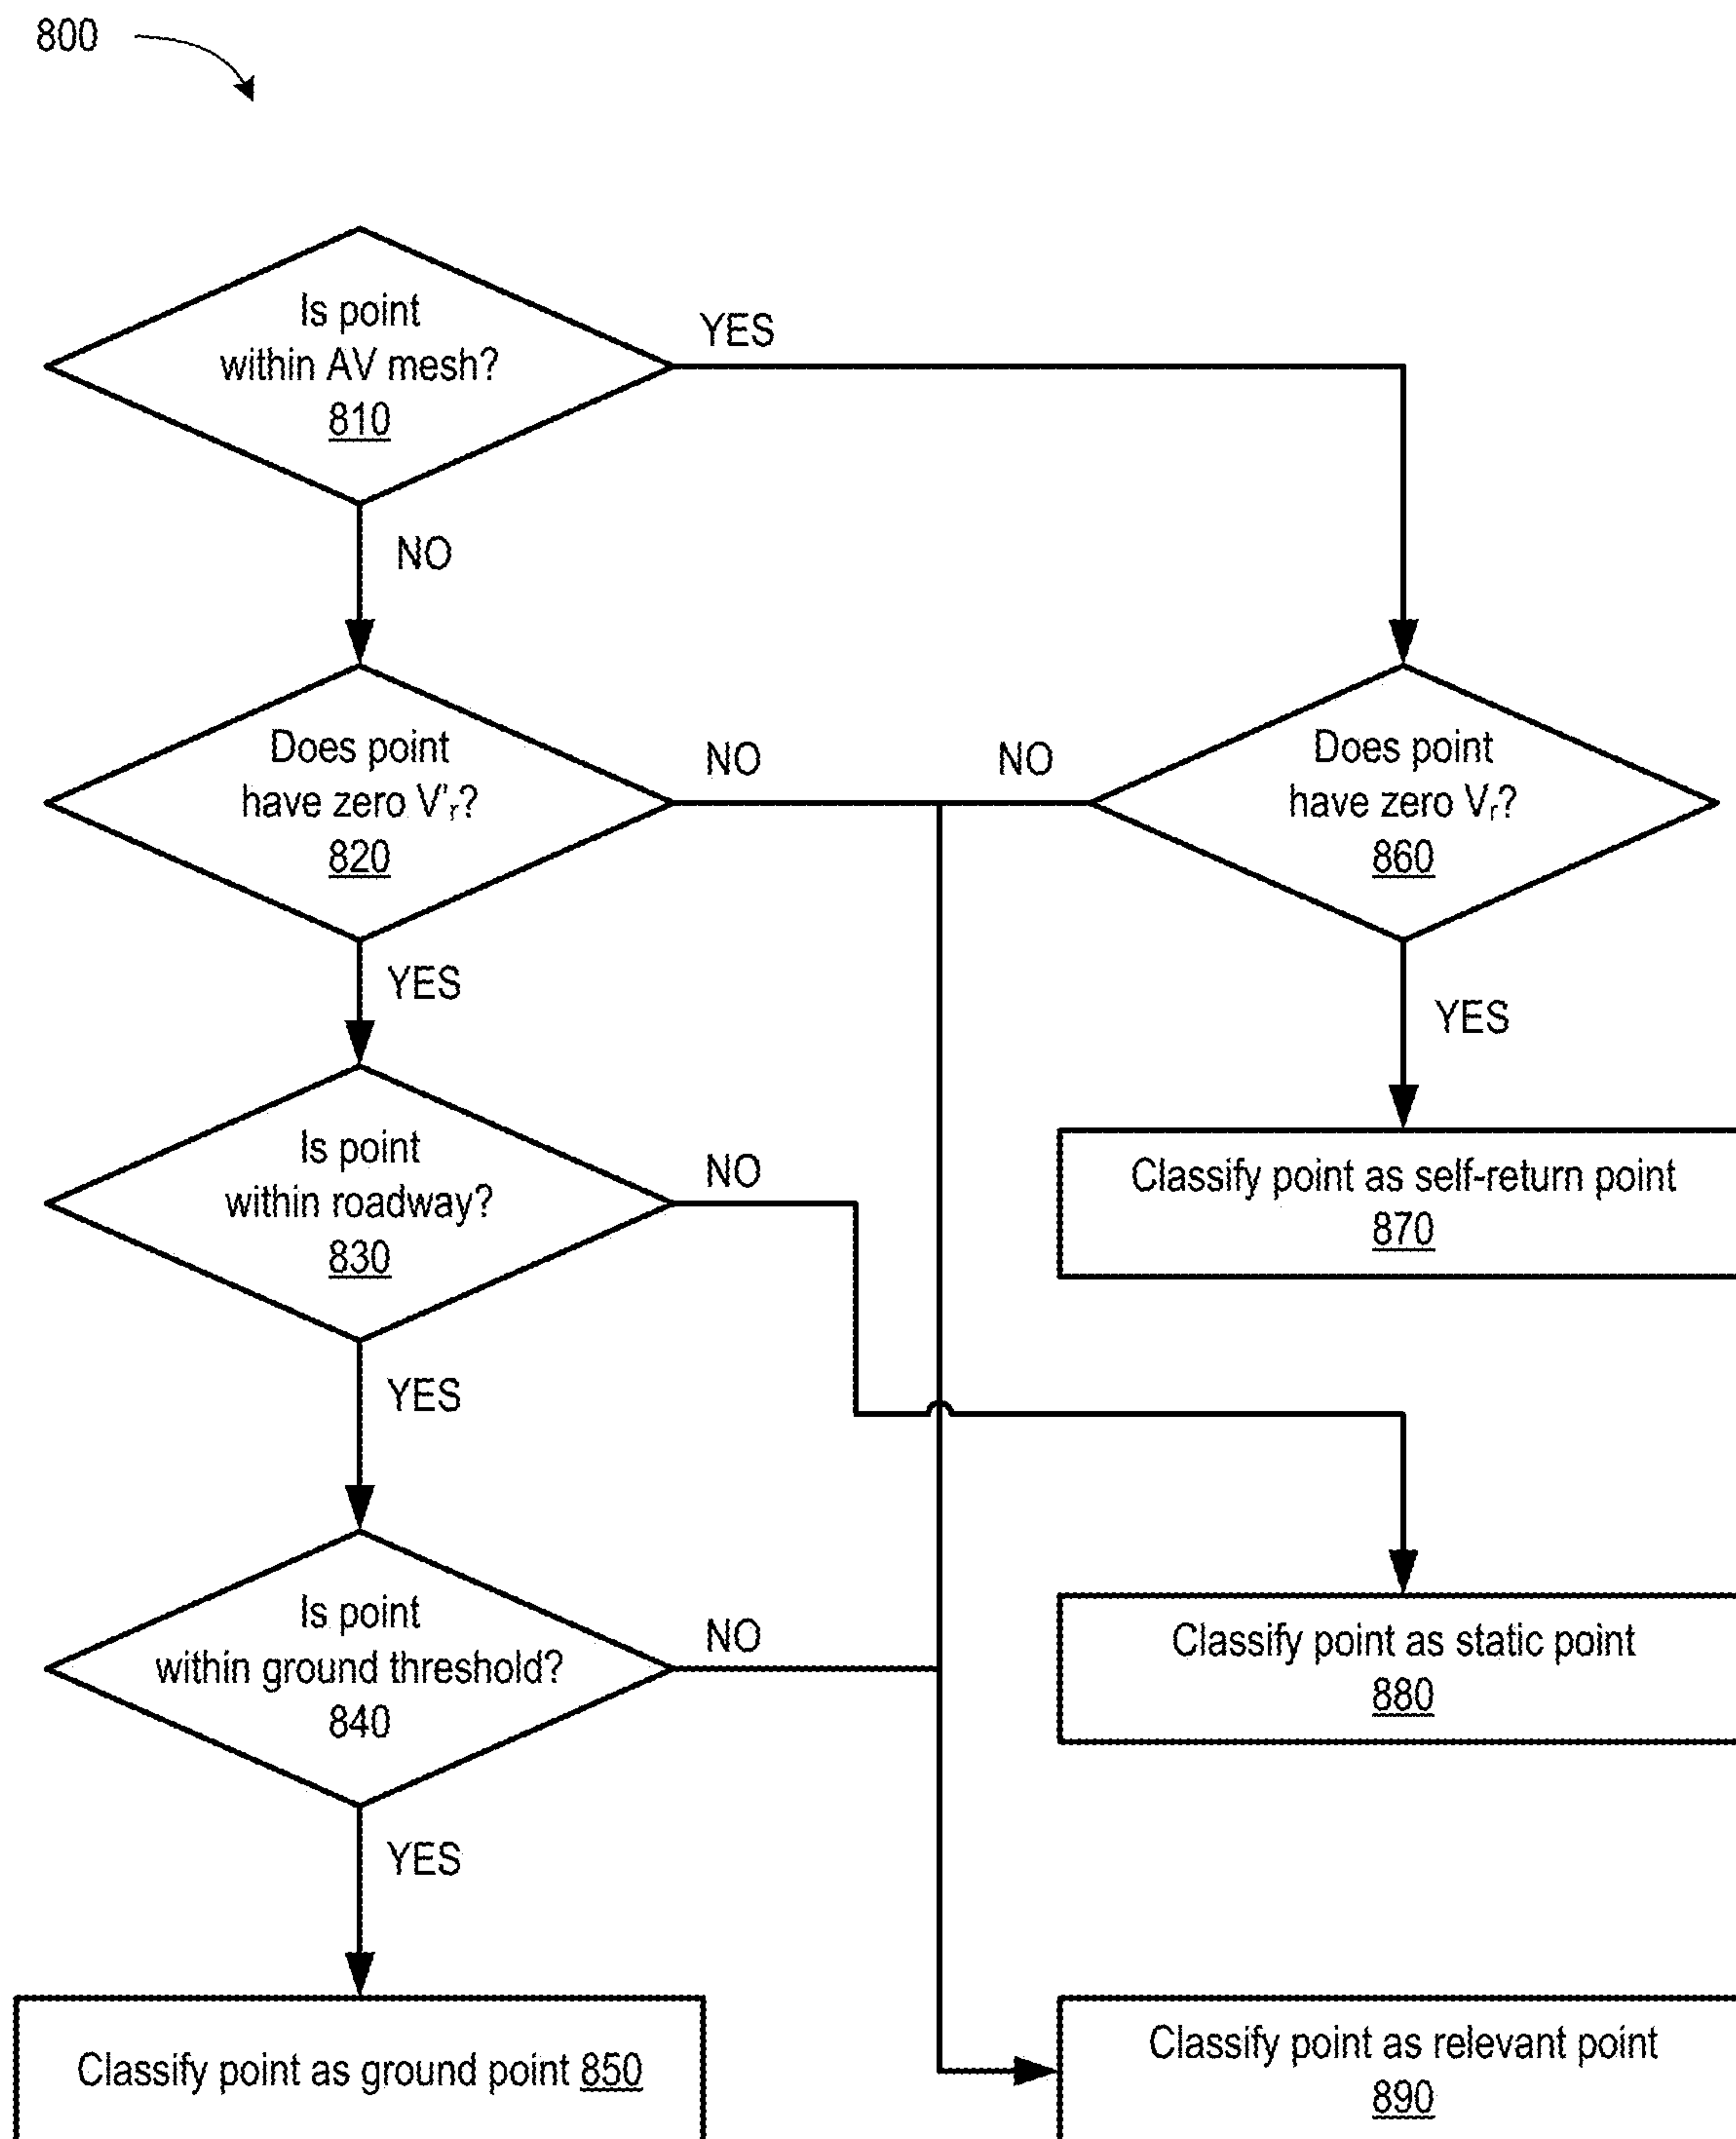 800
Is point
within AV mesh?
810
YES
NO
Does point
have zero V'r?
820
NO
NO
Does point
have zero Vr?
860
YES
YES
Is point
within roadway?
830
NO
Classify point as self-return point
870
YES
Is point
within ground threshold?
840
NO
Classify point as static point
880
YES
Classify point as ground point 850
Classify point as relevant point
890